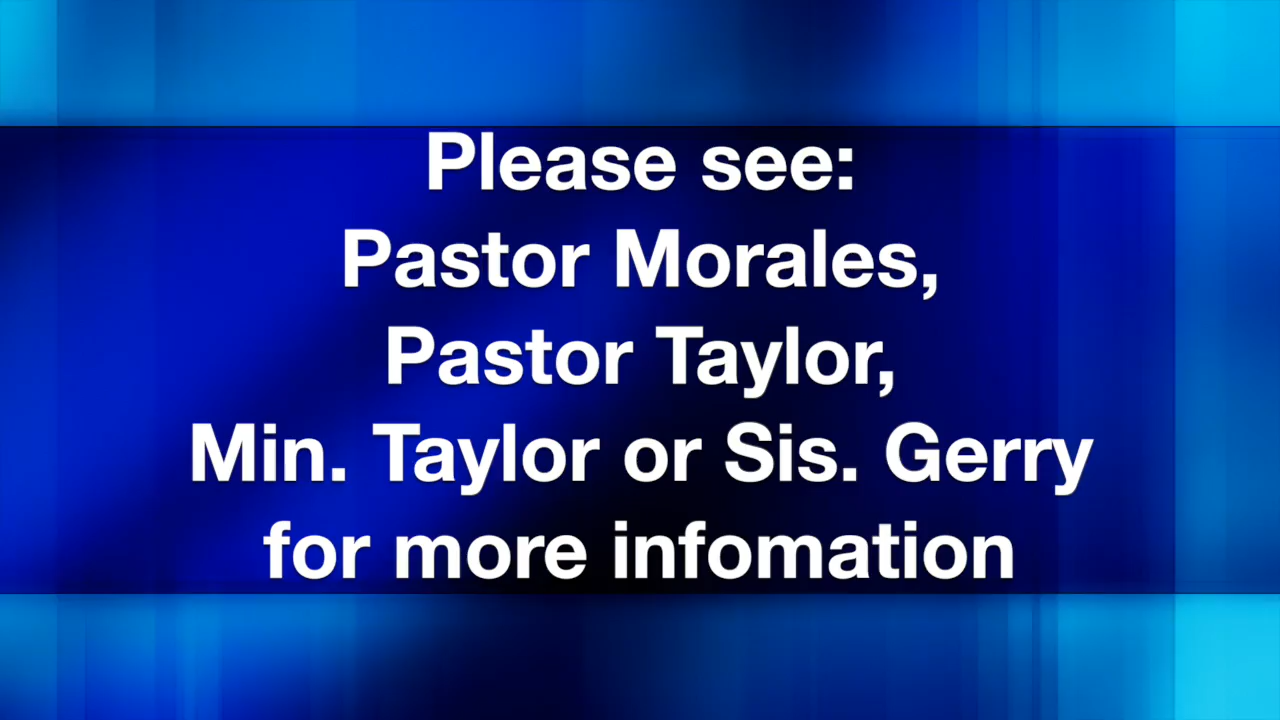 Please see:
Pastor Morales,
Pastor Taylor,
Min. Taylor or Sis. Gerry
for more infomation